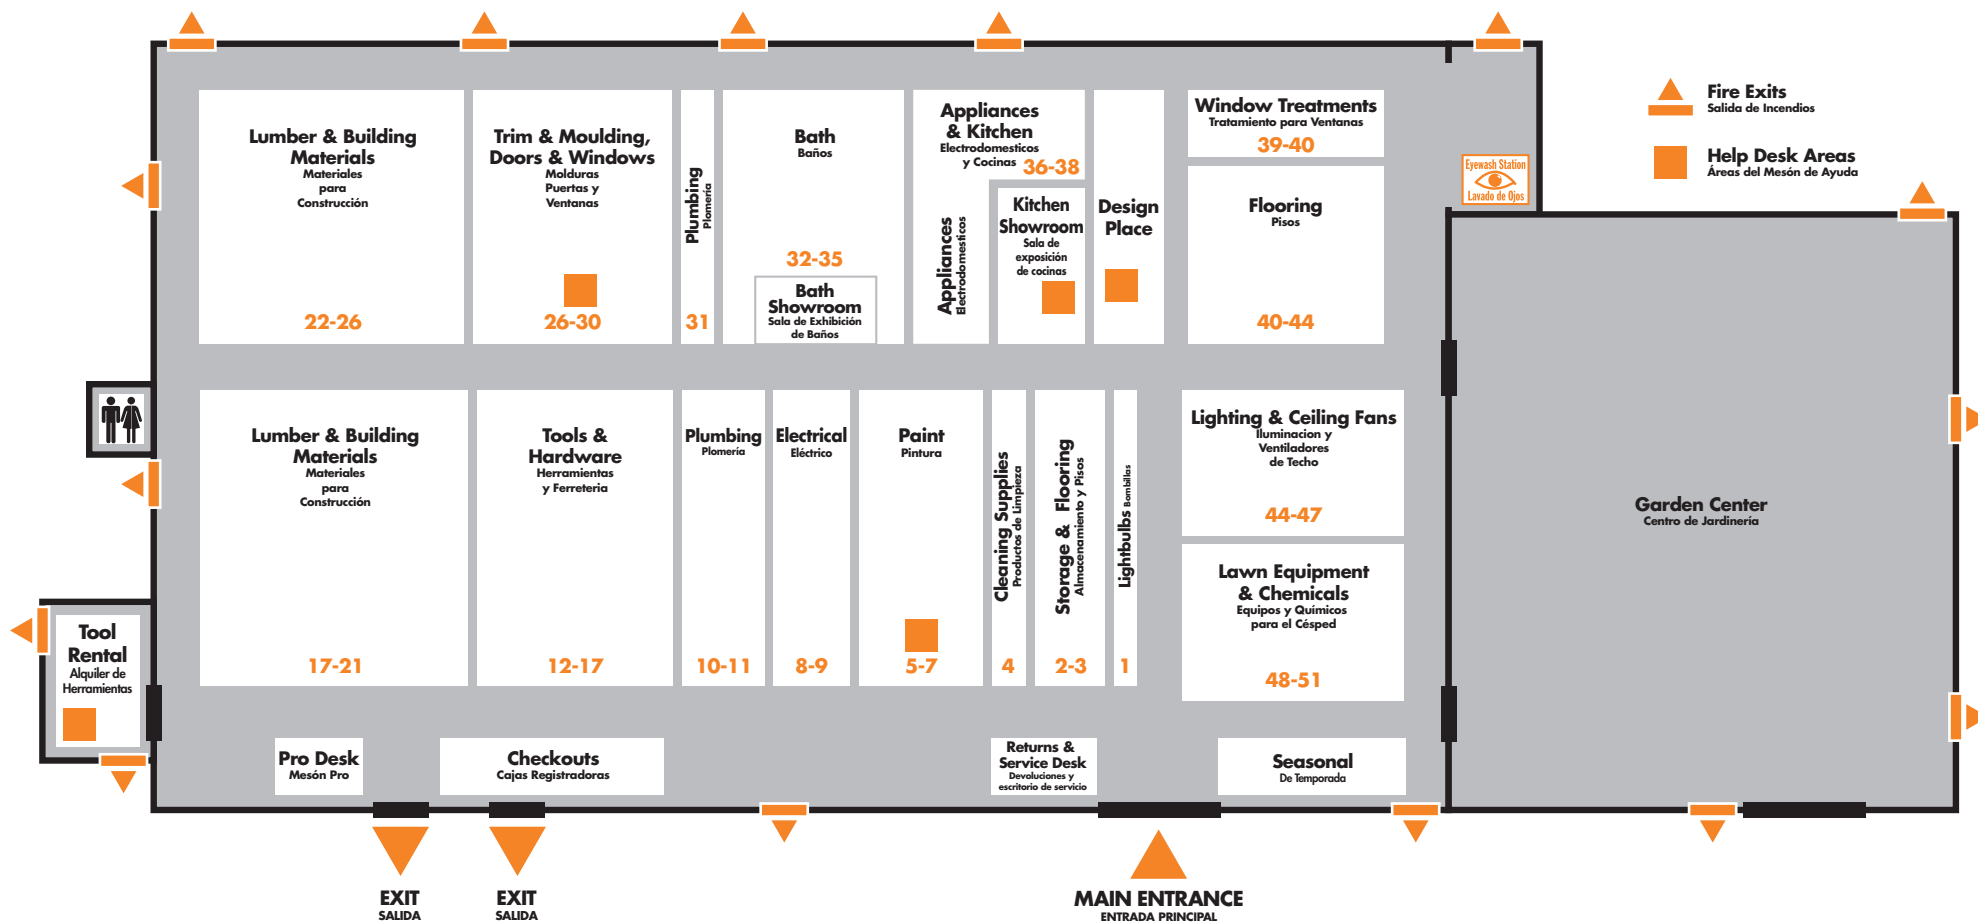 Fire Exits
Salida de Incendios
Help Desk Areas
Áreas del Mesón de Ayuda
Lumber & Building
Materials
Materiales
para
Construcción
22-26
Trim & Moulding,
Doors & Windows
Molduras
Puertas y
Ventanas
26-30
Plumbing
Plomería
31
Bath
Baños
32-35
Bath
Showroom
Sala de Exhibición
de Baños
Appliances
& Kitchen
Electrodomesticos
y Cocinas
36-38
Appliances
Electrodomesticos
Kitchen
Showroom
Sala de
exposición
de cocinas
Design
Place
Window Treatments
Tratamiento para Ventanas
39-40
Flooring
Pisos
40-44
Eyewash Station
Lavado de Ojos
Lumber & Building
Materials
Materiales
para
Construcción
17-21
Tools &
Hardware
Herramientas
y Ferreteria
12-17
Plumbing
Plomería
10-11
Electrical
Eléctrico
8-9
Paint
Pintura
5-7
Cleaning Supplies
Productos de Limpieza
4
Storage & Flooring
Almacenamiento y Pisos
2-3
Lightbulbs Bombillas
1
Lighting & Ceiling Fans
Iluminacion y
Ventiladores
de Techo
44-47
Lawn Equipment
& Chemicals
Equipos y Químicos
para el Césped
48-51
Garden Center
Centro de Jardinería
Tool
Rental
Alquiler de
Herramientas
Pro Desk
Mesón Pro
Checkouts
Cajas Registradoras
Returns &
Service Desk
Devoluciones y
escritorio de servicio
Seasonal
De Temporada
EXIT
SALIDA
EXIT
SALIDA
MAIN ENTRANCE
ENTRADA PRINCIPAL